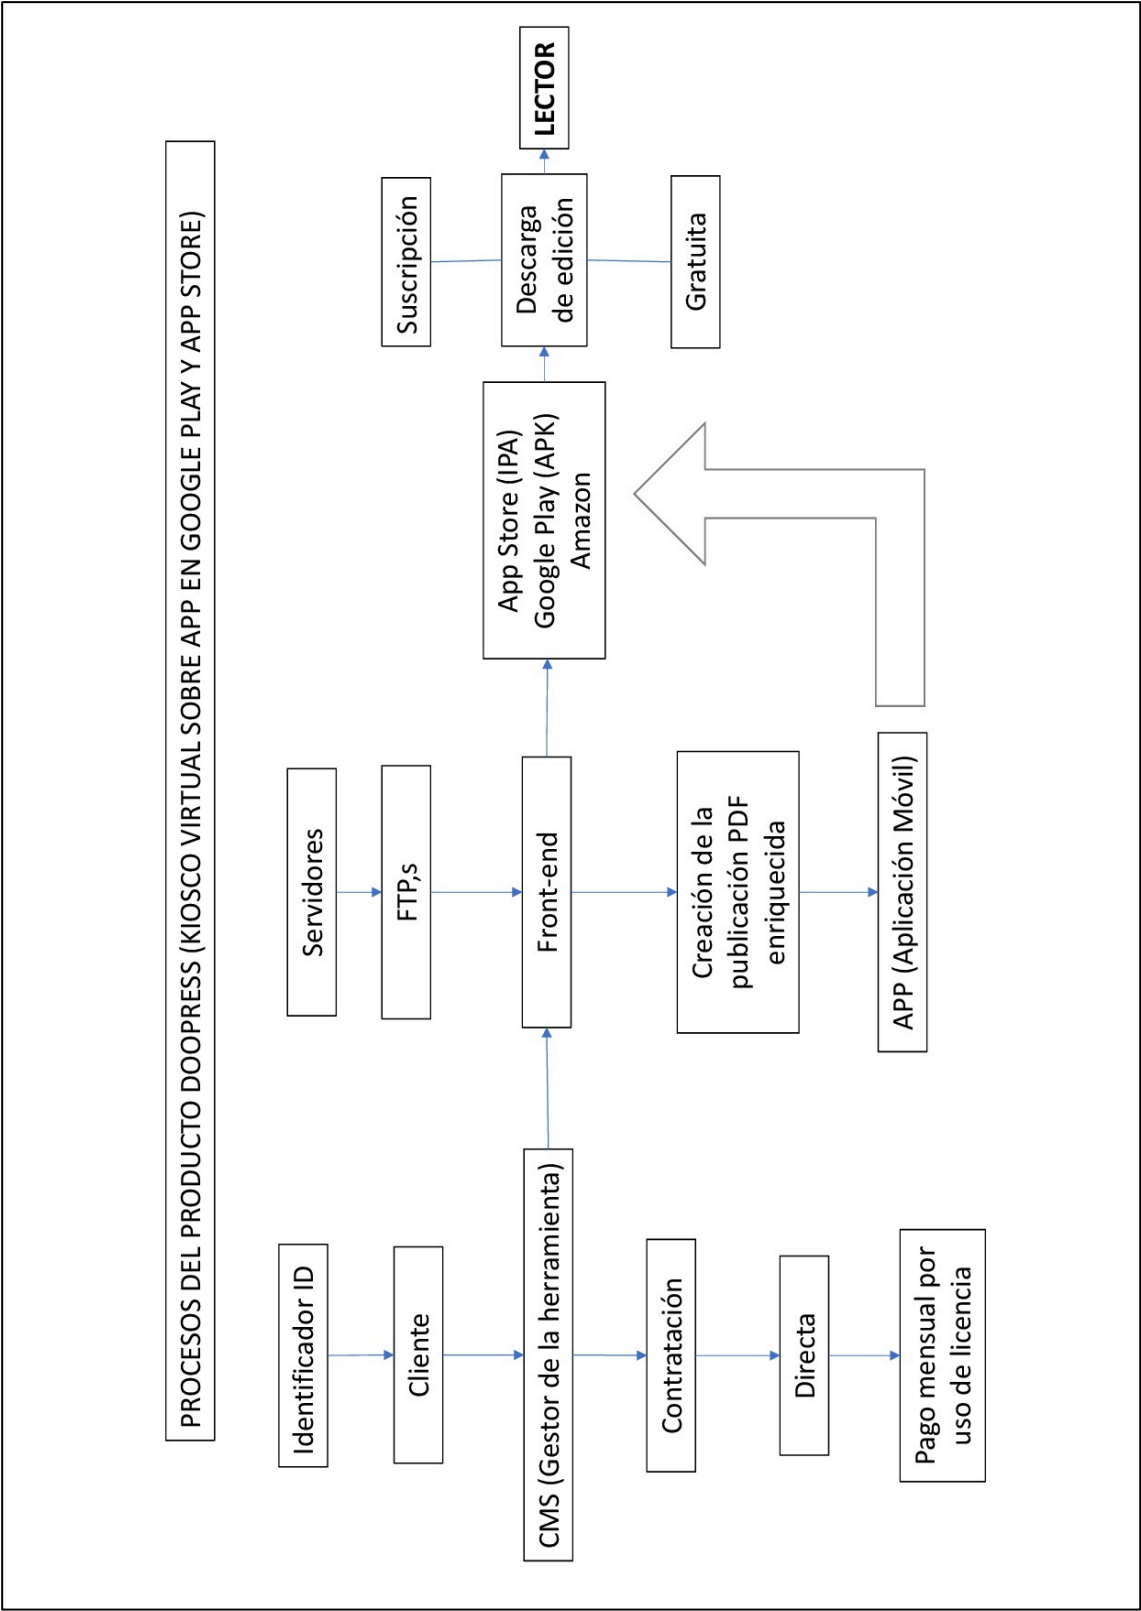 PROCESOS DEL PRODUCTO DOOPRESS (KIOSCO VIRTUAL SOBRE APP EN GOOGLE PLAY Y APP STORE)
Identificador ID
Cliente
CMS (Gestor de la herramienta)
Contratación
Directa
Pago mensual por
uso de licencia
Servidores
FTP,s
Front-end
Creación de la
publicación PDF
enriquecida
APP (Aplicación Móvil)
App Store (IPA)
Google Play (APK)
Amazon
Suscripción
Descarga
de edición
Gratuita
LECTOR